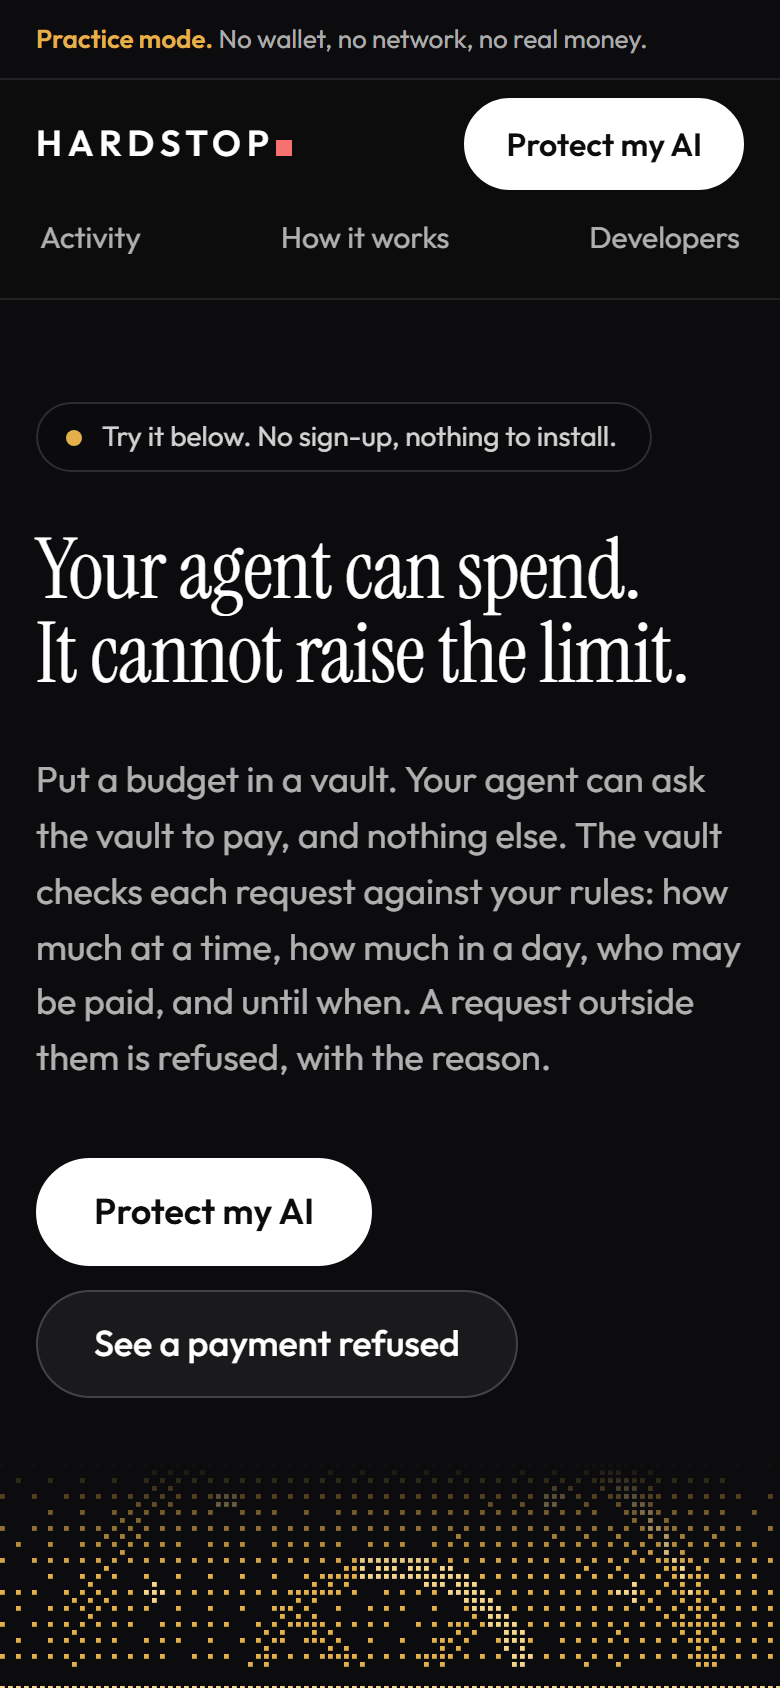 Practice mode. No wallet, no network, no real money.
HARDSTOP
Protect my AI
Activity
How it works
Developers
Try it below. No sign-up, nothing to install.
Your agent can spend.
It cannot raise the limit.
Put a budget in a vault. Your agent can ask
the vault to pay, and nothing else. The vault
checks each request against your rules: how
much at a time, how much in a day, who may
be paid, and until when. A request outside
them is refused, with the reason.
Protect my AI
See a payment refused